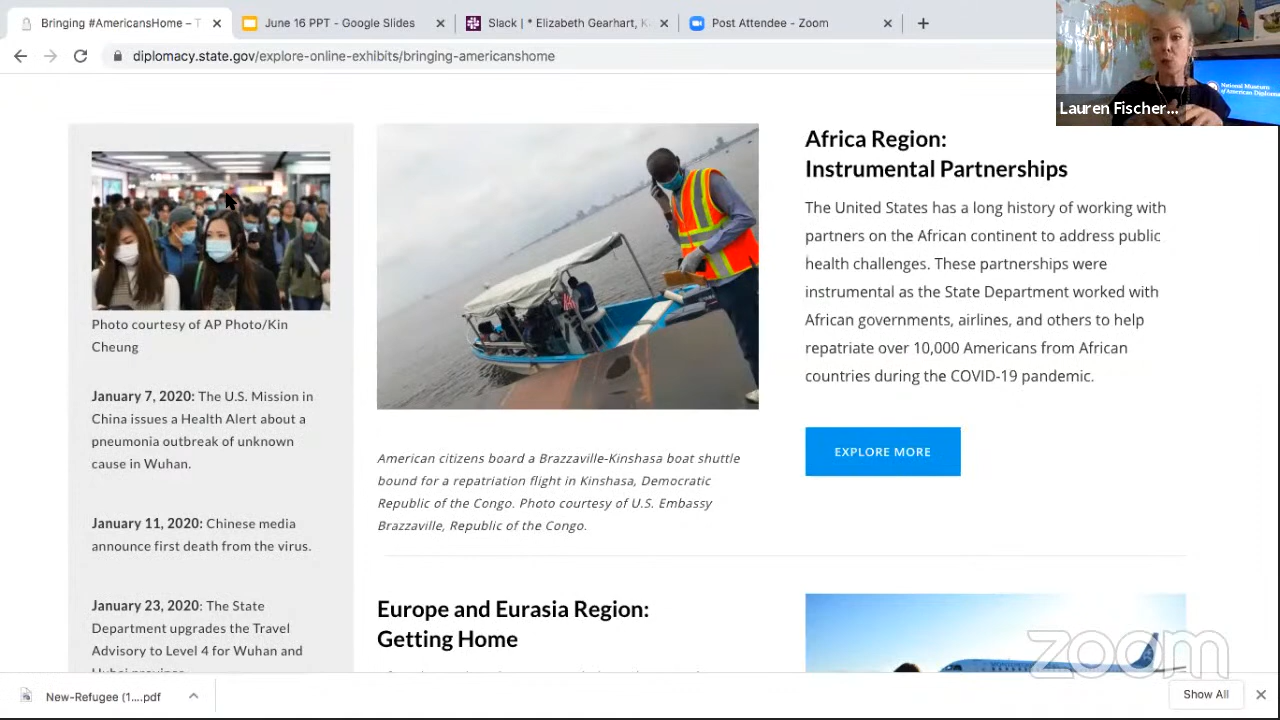 Bringing #AmericansHome – T
June 16 PPT - Google Slides
Slack | * Elizabeth Gearhart, K
Post Attendee - Zoom
diplomacy.state.gov/explore-online-exhibits/bringing-americanshome
National Museum
of American Diploma
Lauren Fischer...
Photo courtesy of AP Photo/Kin
Cheung
January 7, 2020: The U.S. Mission in
China issues a Health Alert about a
pneumonia outbreak of unknown
cause in Wuhan.
January 11, 2020: Chinese media
announce first death from the virus.
January 23, 2020: The State
Department upgrades the Travel
Advisory to Level 4 for Wuhan and
Hubei province.
American citizens board a Brazzaville-Kinshasa boat shuttle
bound for a repatriation flight in Kinshasa, Democratic
Republic of the Congo. Photo courtesy of U.S. Embassy
Brazzaville, Republic of the Congo.
Africa Region:
Instrumental Partnerships
The United States has a long history of working with
partners on the African continent to address public
health challenges. These partnerships were
instrumental as the State Department worked with
African governments, airlines, and others to help
repatriate over 10,000 Americans from African
countries during the COVID-19 pandemic.
EXPLORE MORE
Europe and Eurasia Region:
Getting Home
zoom
New-Refugee (1....pdf
Show All